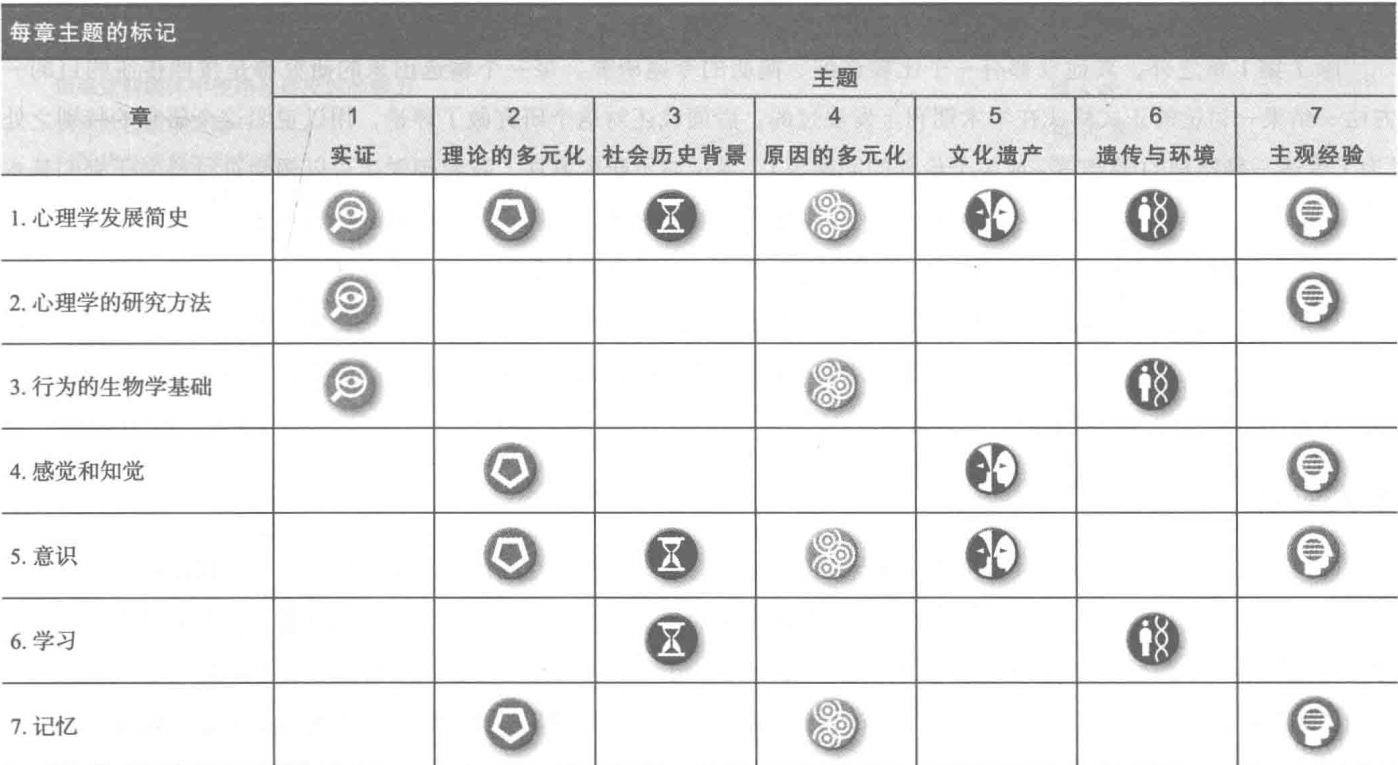 每章主题的标记
主题
章 1 2 3 4 5 6 7
实证 理论的多元化 社会历史背景 原因的多元化 文化遗产 遗传与环境 主观经验
1. 心理学发展简史
2. 心理学的研究方法
3. 行为的生物学基础
4. 感觉和知觉
5. 意识
6. 学习
7. 记忆